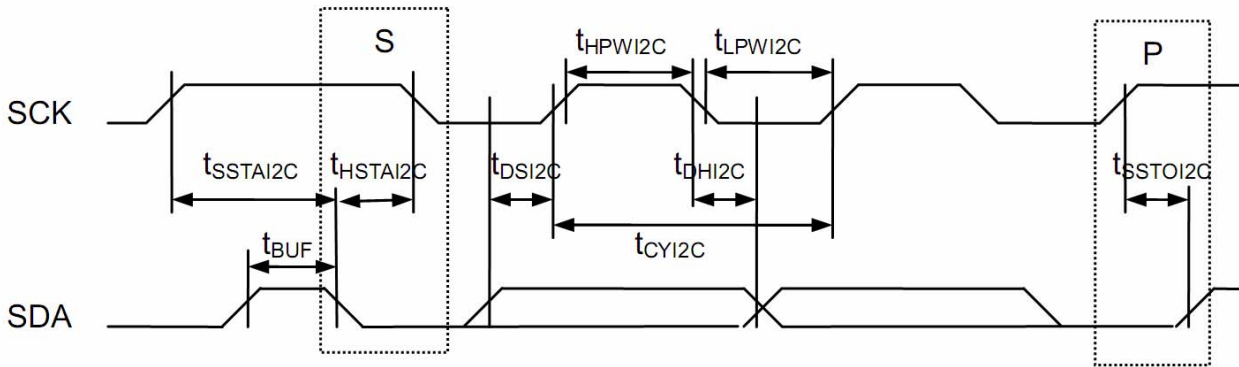 S
tHPWI2C tLPWI2C
P
SCK
tSSTAI2C tHSTAI2C tDSI2C tDHI2C tSSTOI2C
tBUF tCYI2C
SDA